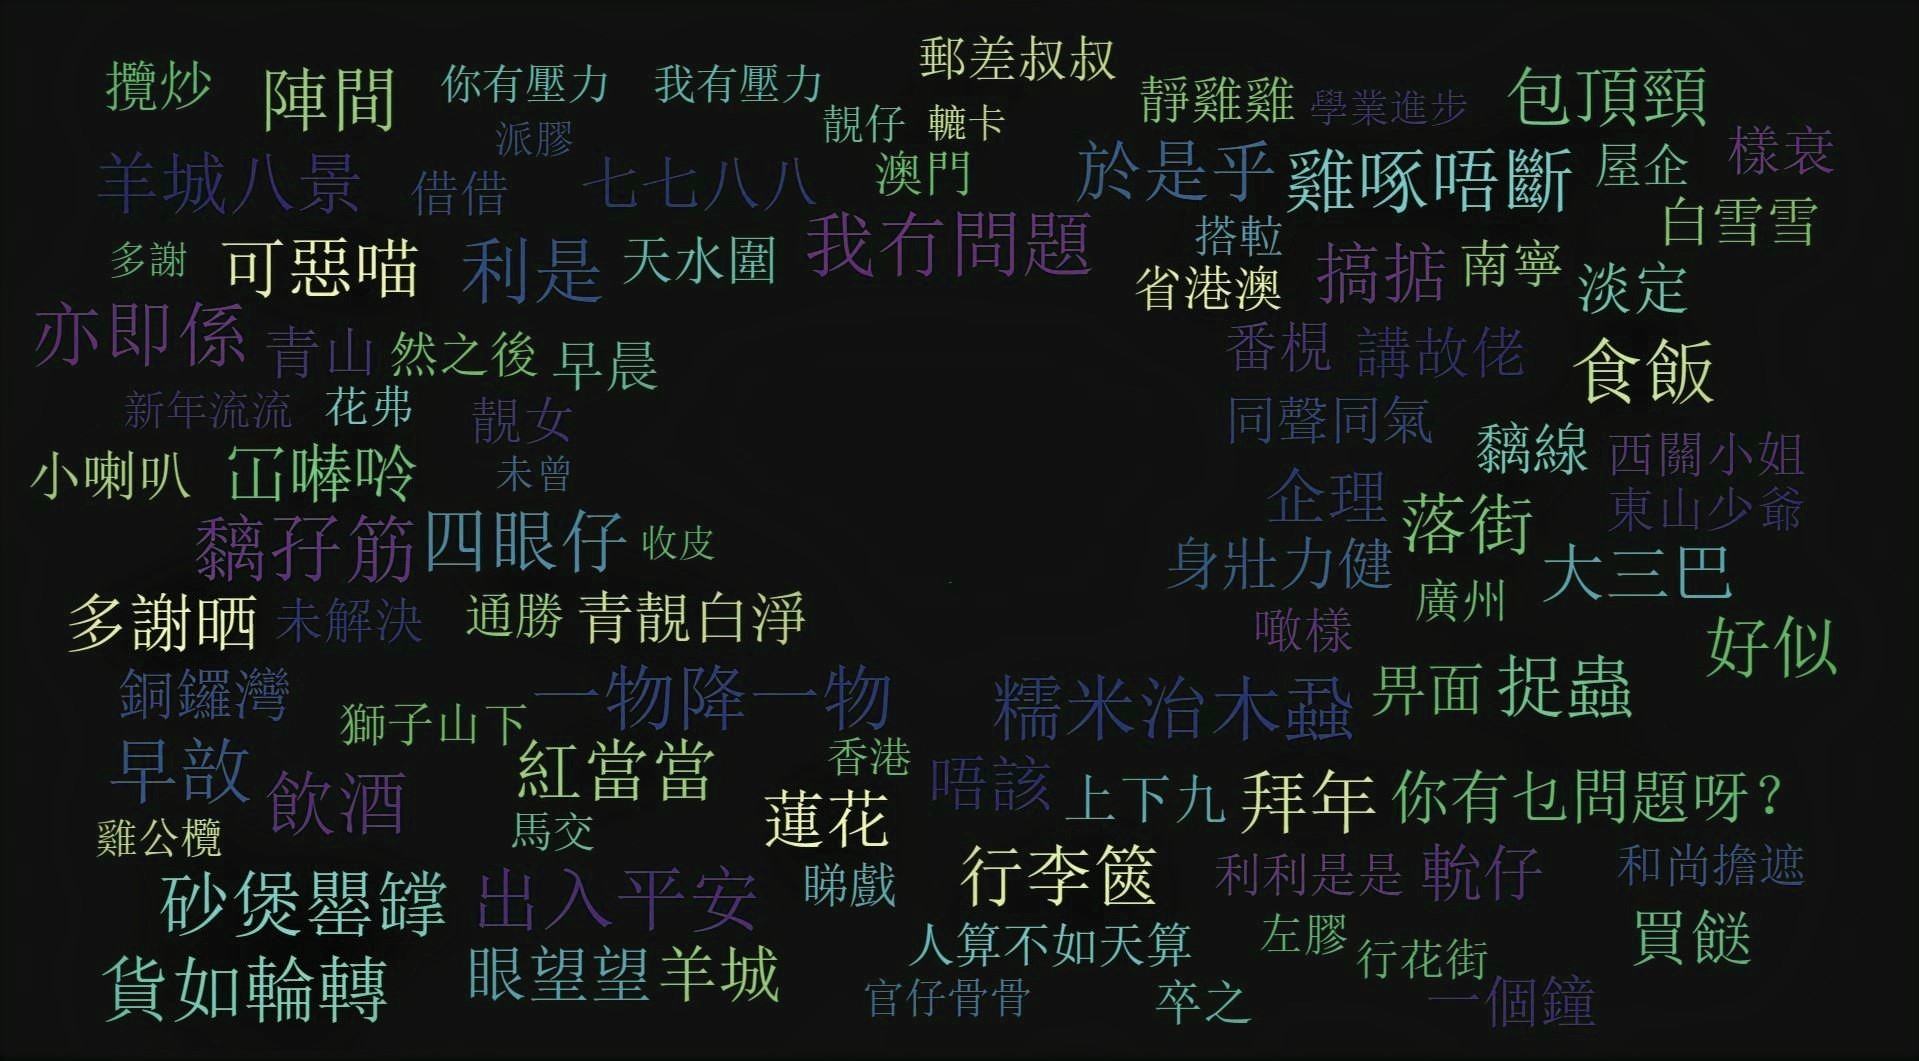 郵差叔叔
攬炒
陣間
你有壓力
我有壓力
靚仔
轆卡
靜雞雞
學業進步
包頂頸
派膠
羊城八景
借借
七七八八
澳門
於是乎
雞啄唔斷
屋企
樣衰
多謝
可惡喵
利是
天水圍
我冇問題
搭𨋢
省港澳
搞掂
南寧
白雪雪
淡定
亦即係
青山
然之後
早晨
番梘
講故佬
食飯
新年流流
花弗
靚女
同聲同氣
黐線
西關小姐
小喇叭
冚唪呤
未曾
企理
落街
東山少爺
黐孖筋
四眼仔
收皮
身壯力健
大三巴
多謝晒
未解決
通勝
青靚白淨
噉樣
廣州
好似
銅鑼灣
獅子山下
一物降一物
糯米治木蝨
畀面
捉蟲
早敨
飲酒
紅當當
香港
唔該
上下九
拜年
你有乜問題呀？
雞公欖
馬交
蓮花
砂煲罌罉
出入平安
睇戲
行李篋
利利是是
䡄仔
和尚擔遮
貨如輪轉
眼望望
羊城
人算不如天算
左膠
行花街
買餸
官仔骨骨
卒之
一個鐘